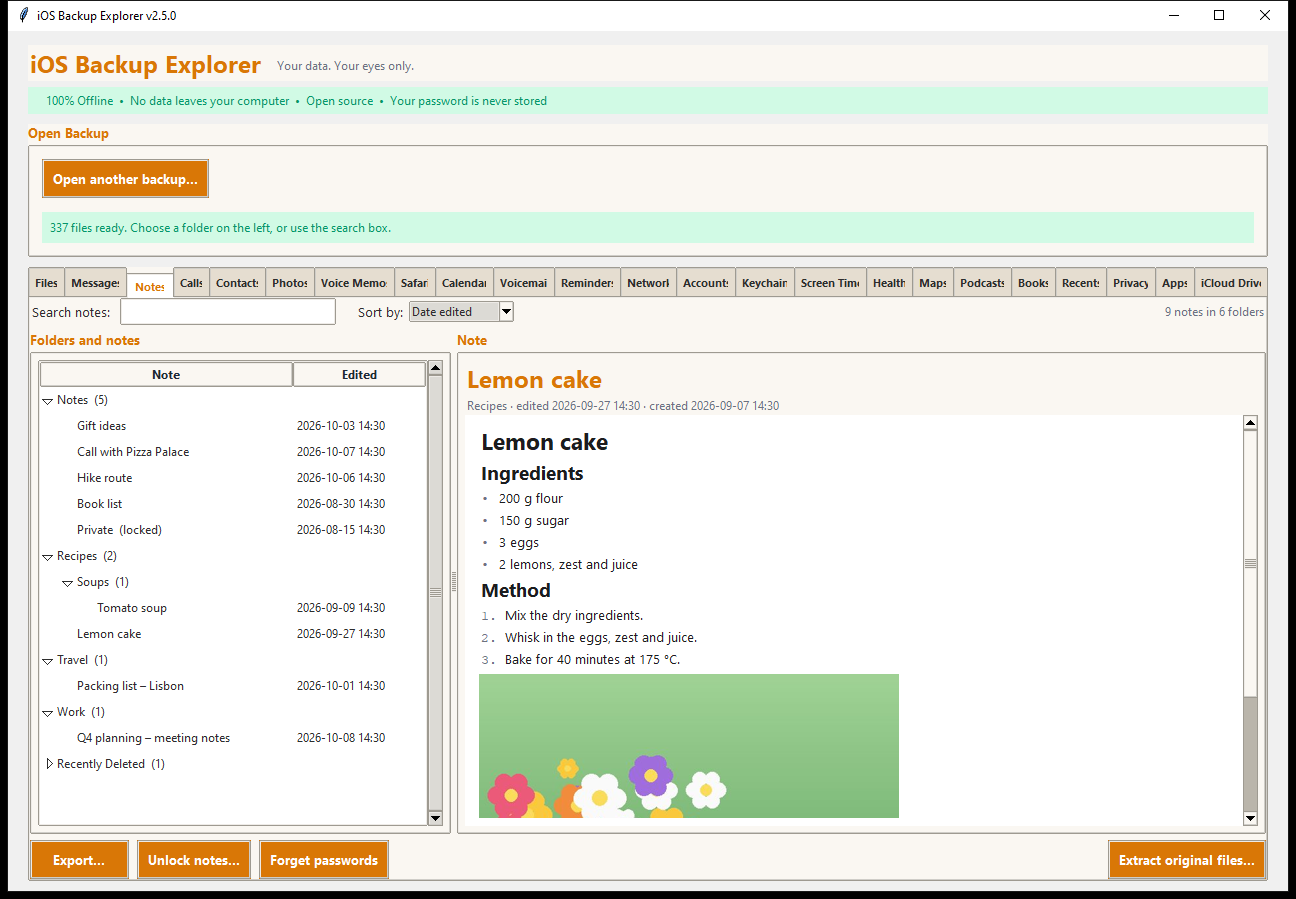 iOS Backup Explorer v2.5.0
iOS Backup Explorer Your data. Your eyes only.
100% Offline • No data leaves your computer • Open source • Your password is never stored
Open Backup
Open another backup...
337 files ready. Choose a folder on the left, or use the search box.
Files Messages Notes Calls Contacts Photos Voice Memo Safari Calendar Voicemai Reminders Network Accounts Keychain Screen Time Health Maps Podcasts Books Recents Privacy Apps iCloud Drive
Search notes: Sort by: Date edited 9 notes in 6 folders
Folders and notes
Note Edited
Notes (5)
Gift ideas 2026-10-03 14:30
Call with Pizza Palace 2026-10-07 14:30
Hike route 2026-10-06 14:30
Book list 2026-08-30 14:30
Private (locked) 2026-08-15 14:30
Recipes (2)
Soups (1)
Tomato soup 2026-09-09 14:30
Lemon cake 2026-09-27 14:30
Travel (1)
Packing list – Lisbon 2026-10-01 14:30
Work (1)
Q4 planning – meeting notes 2026-10-08 14:30
Recently Deleted (1)
Note
Lemon cake
Recipes · edited 2026-09-27 14:30 · created 2026-09-07 14:30
Lemon cake
Ingredients
• 200 g flour
• 150 g sugar
• 3 eggs
• 2 lemons, zest and juice
Method
1. Mix the dry ingredients.
2. Whisk in the eggs, zest and juice.
3. Bake for 40 minutes at 175 °C.
Export... Unlock notes... Forget passwords Extract original files...